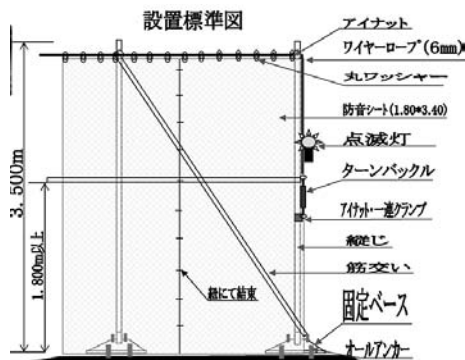 設置標準図
アイナット
ワイヤーロープ(6mm)
丸ワッシャー
防音シート(1.80*3.40)
点滅灯
ターンバックル
アイナット・一連クランプ
縦じ
筋交い
紐にて結束
固定ベース
オールアンカー
3.500m
1.800m以上